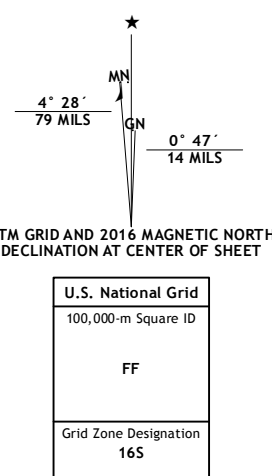 ★
MN
GN
4° 28´
79 MILS
0° 47´
14 MILS
TM GRID AND 2016 MAGNETIC NORTH
DECLINATION AT CENTER OF SHEET
U.S. National Grid
100,000-m Square ID
FF
Grid Zone Designation
16S